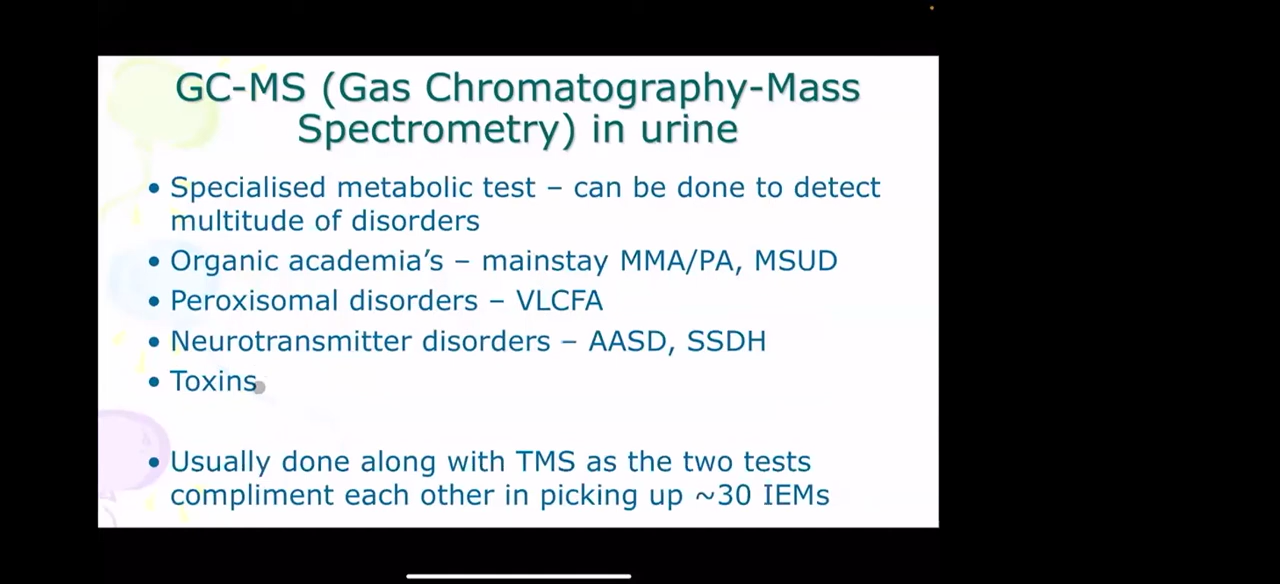 GC-MS (Gas Chromatography-Mass
Spectrometry) in urine
• Specialised metabolic test – can be done to detect
multitude of disorders
• Organic academia’s – mainstay MMA/PA, MSUD
• Peroxisomal disorders – VLCFA
• Neurotransmitter disorders – AASD, SSDH
• Toxins
• Usually done along with TMS as the two tests
compliment each other in picking up ~30 IEMs